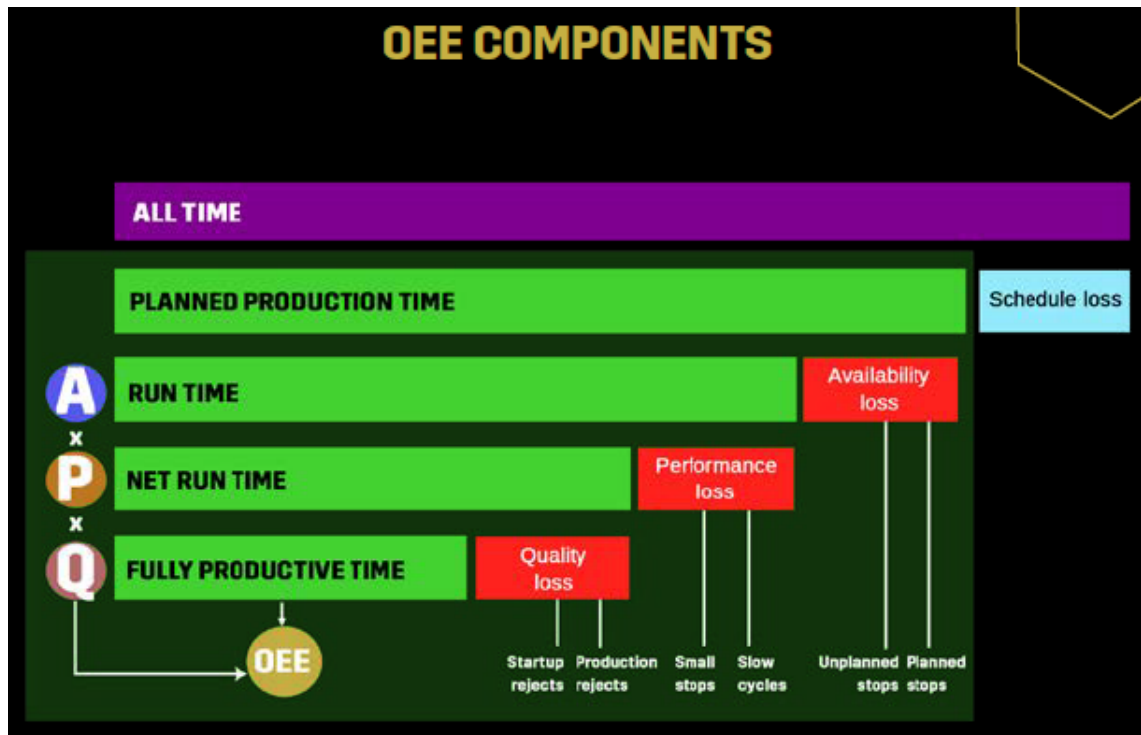 OEE COMPONENTS
ALL TIME
PLANNED PRODUCTION TIME
Schedule loss
A
RUN TIME
Availability
loss
x
P
NET RUN TIME
Performance
loss
x
Q
FULLY PRODUCTIVE TIME
Quality
loss
OEE
Startup
rejects
Production
rejects
Small
stops
Slow
cycles
Unplanned
stops
Planned
stops